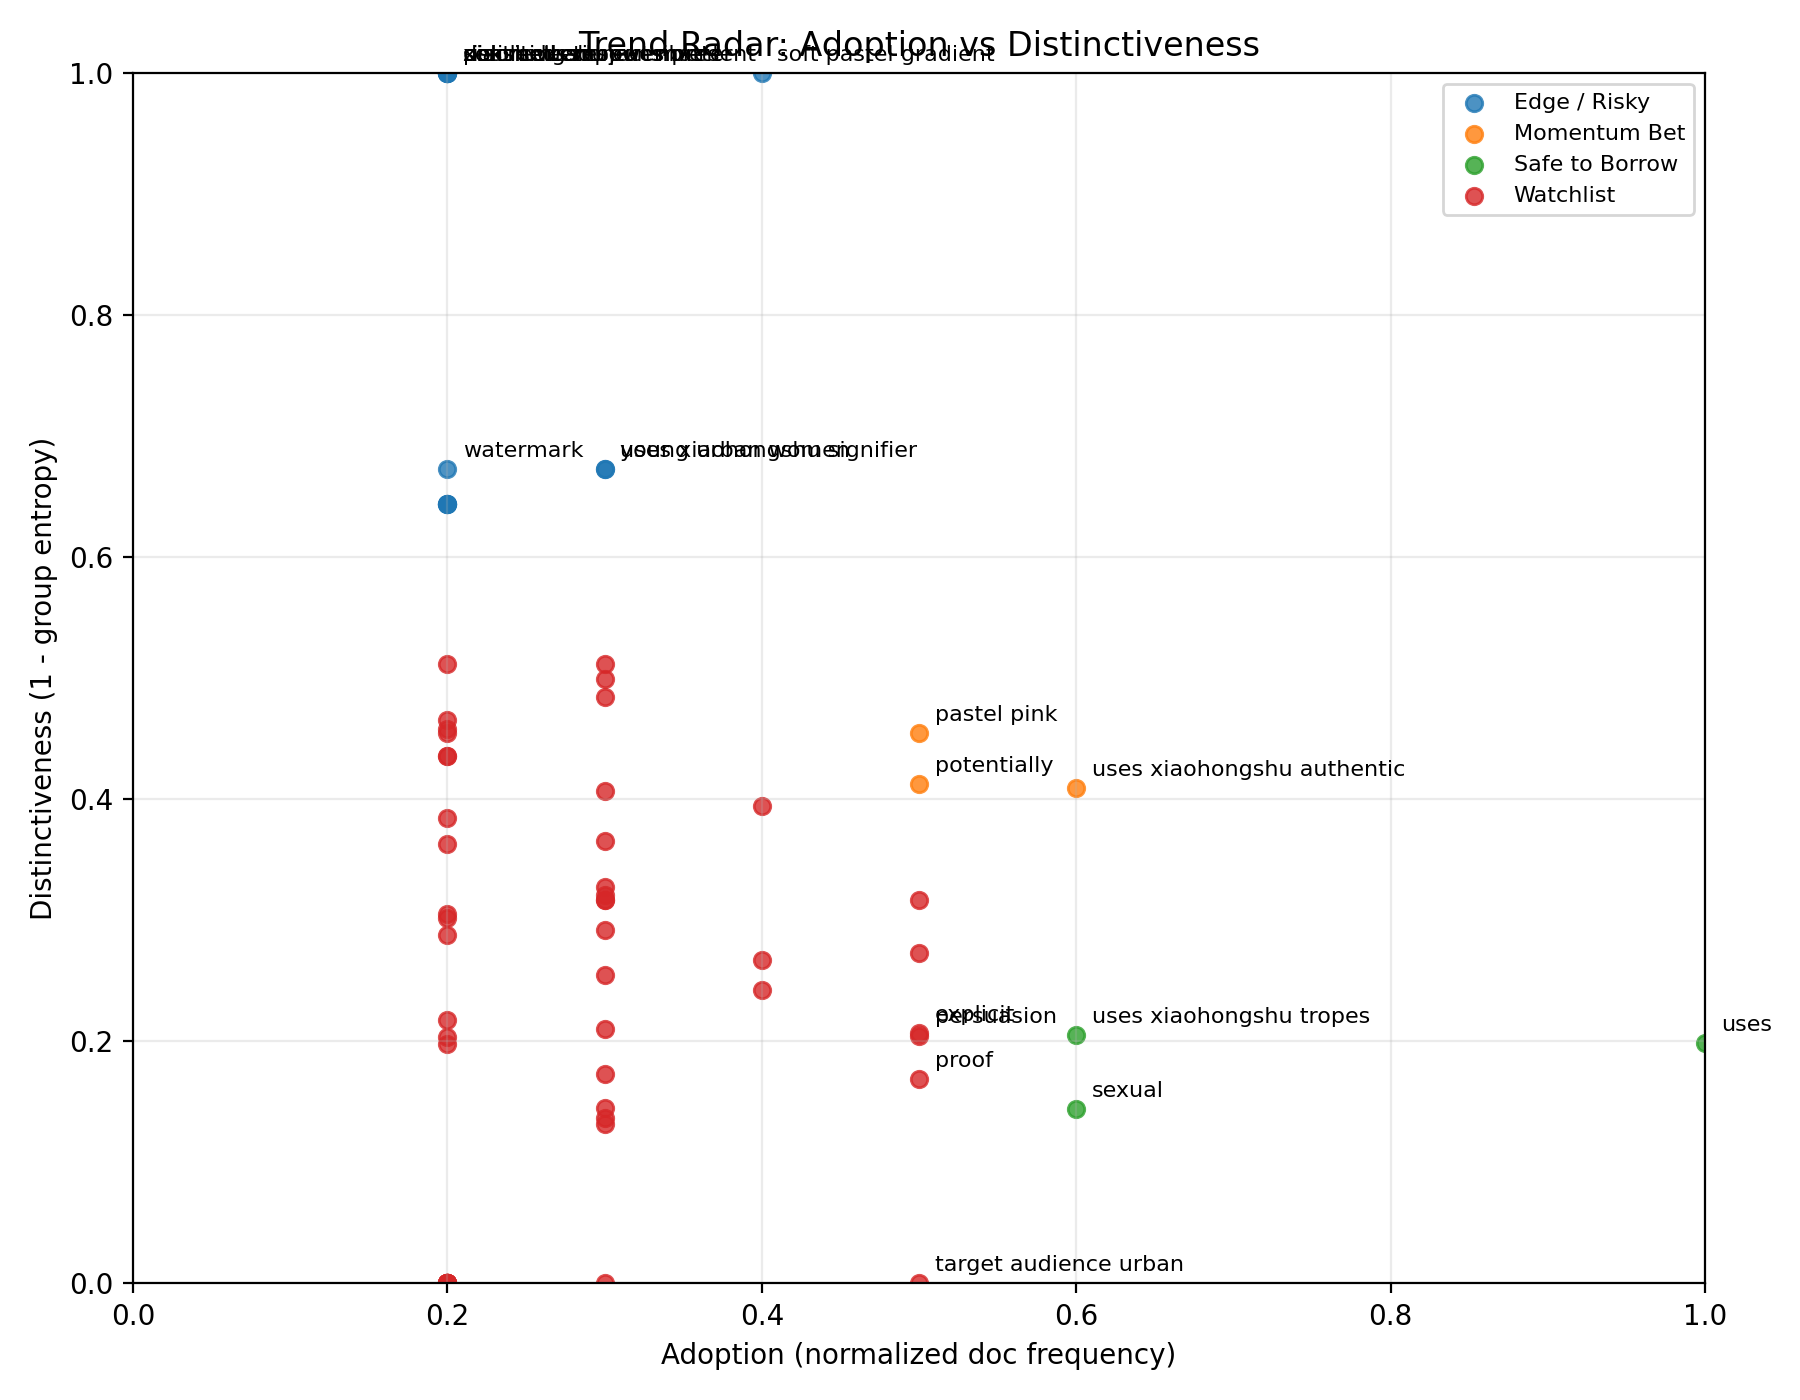 Trend Radar: Adoption vs Distinctiveness
soft pastel gradient
1.0
Edge / Risky
Momentum Bet
Safe to Borrow
Watchlist
0.8
watermark
young urban women
uses xiaohongshu signifier
0.6
pastel pink
potentially
uses xiaohongshu authentic
0.4
explicit
persuasion
uses xiaohongshu tropes
uses
0.2
proof
sexual
target audience urban
0.0
0.0 0.2 0.4 0.6 0.8 1.0
Adoption (normalized doc frequency)
Distinctiveness (1 - group entropy)